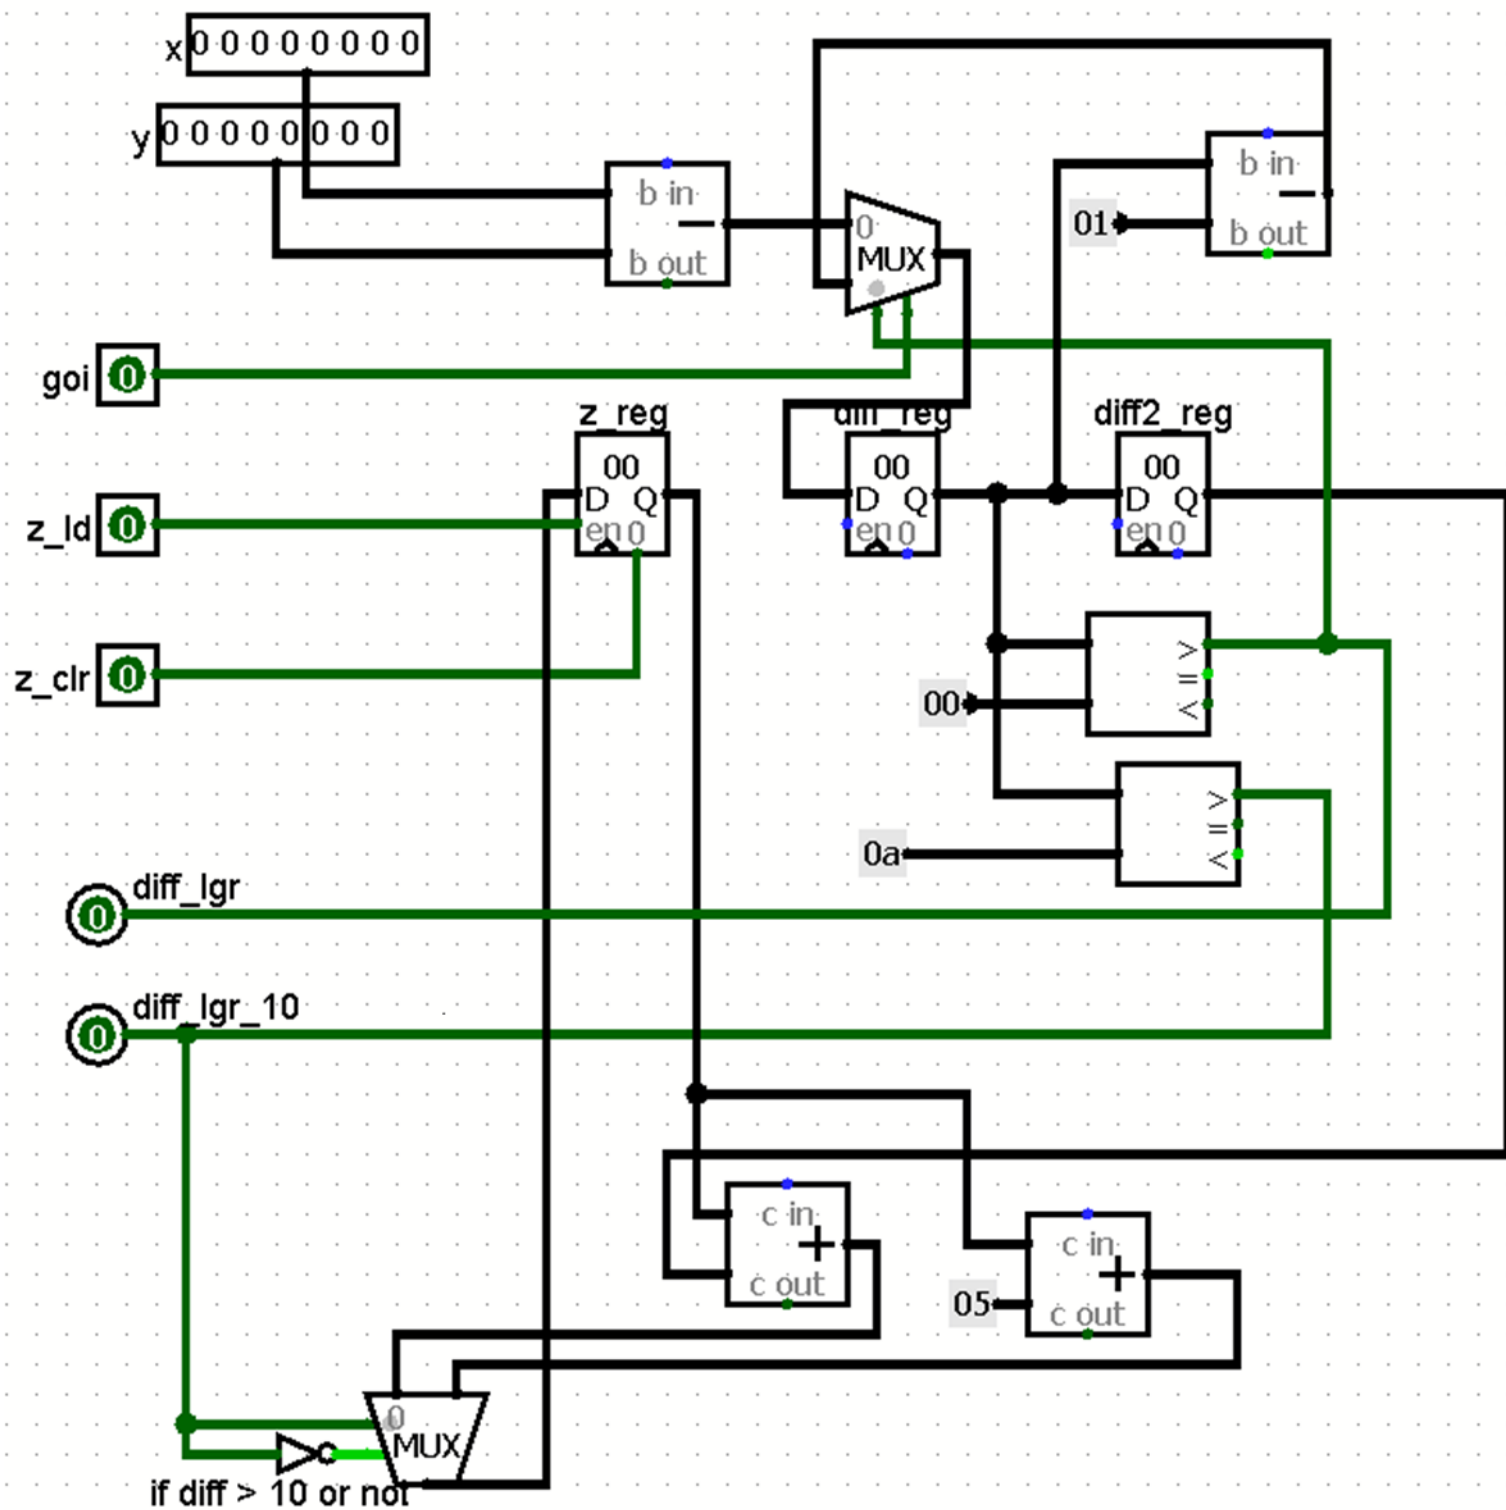 x 0 0 0 0 0 0 0 0
y 0 0 0 0 0 0 0 0
b in
b out
0
MUX
01
b in
b out
goi 0
z_reg
00
D Q
en 0
diff_reg
00
D Q
en 0
diff2_reg
00
D Q
en 0
z_ld 0
z_clr 0
>
=
<
00
>
=
<
0a
diff_lgr
0
diff_lgr_10
0
c in
+
c out
c in
+
05
c out
0
MUX
if diff > 10 or not